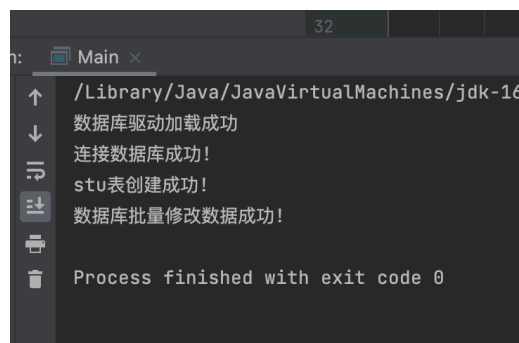 32
n:
Main
/Library/Java/JavaVirtualMachines/jdk-16
数据库驱动加载成功
连接数据库成功!
stu表创建成功!
数据库批量修改数据成功!
Process finished with exit code 0